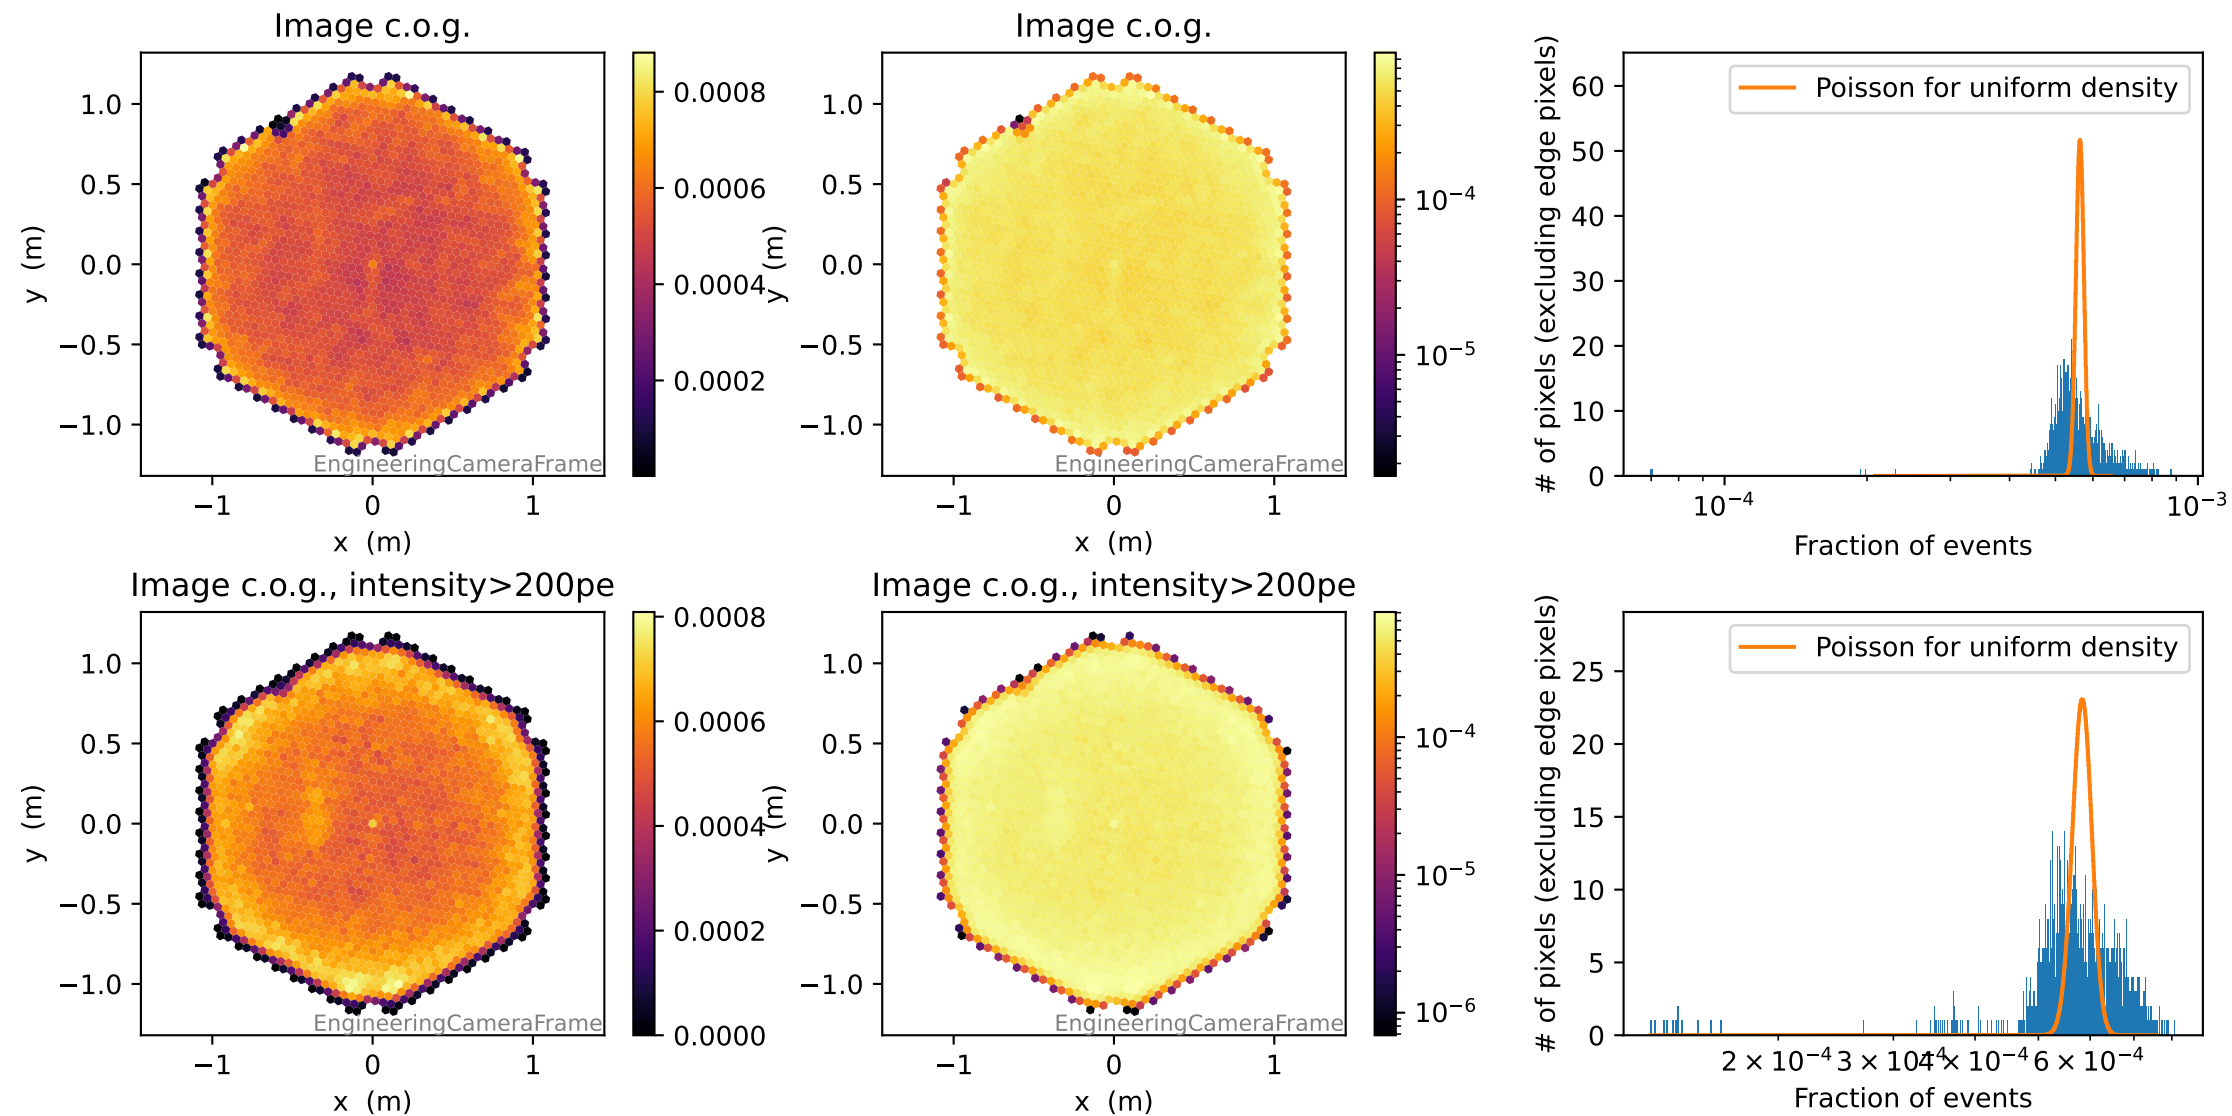 Image c.o.g.
1.0
0.5
0.0
−0.5
−1.0
y (m)
−1
0
1
x (m)
EngineeringCameraFrame
0.0008
0.0006
0.0004
0.0002
Image c.o.g.
1.0
0.5
0.0
−0.5
−1.0
y (m)
−1
0
1
x (m)
EngineeringCameraFrame
10⁻⁴
10⁻⁵
# of pixels (excluding edge pixels)
60
50
40
30
20
10
0
Poisson for uniform density
10⁻⁴
10⁻³
Fraction of events
Image c.o.g., intensity>200pe
1.0
0.5
0.0
−0.5
−1.0
y (m)
−1
0
1
x (m)
EngineeringCameraFrame
0.0008
0.0006
0.0004
0.0002
0.0000
Image c.o.g., intensity>200pe
1.0
0.5
0.0
−0.5
−1.0
y (m)
−1
0
1
x (m)
EngineeringCameraFrame
10⁻⁴
10⁻⁵
10⁻⁶
# of pixels (excluding edge pixels)
25
20
15
10
5
0
Poisson for uniform density
2 × 10⁻⁴
3 × 10⁻⁴
4 × 10⁻⁴
6 × 10⁻⁴
Fraction of events